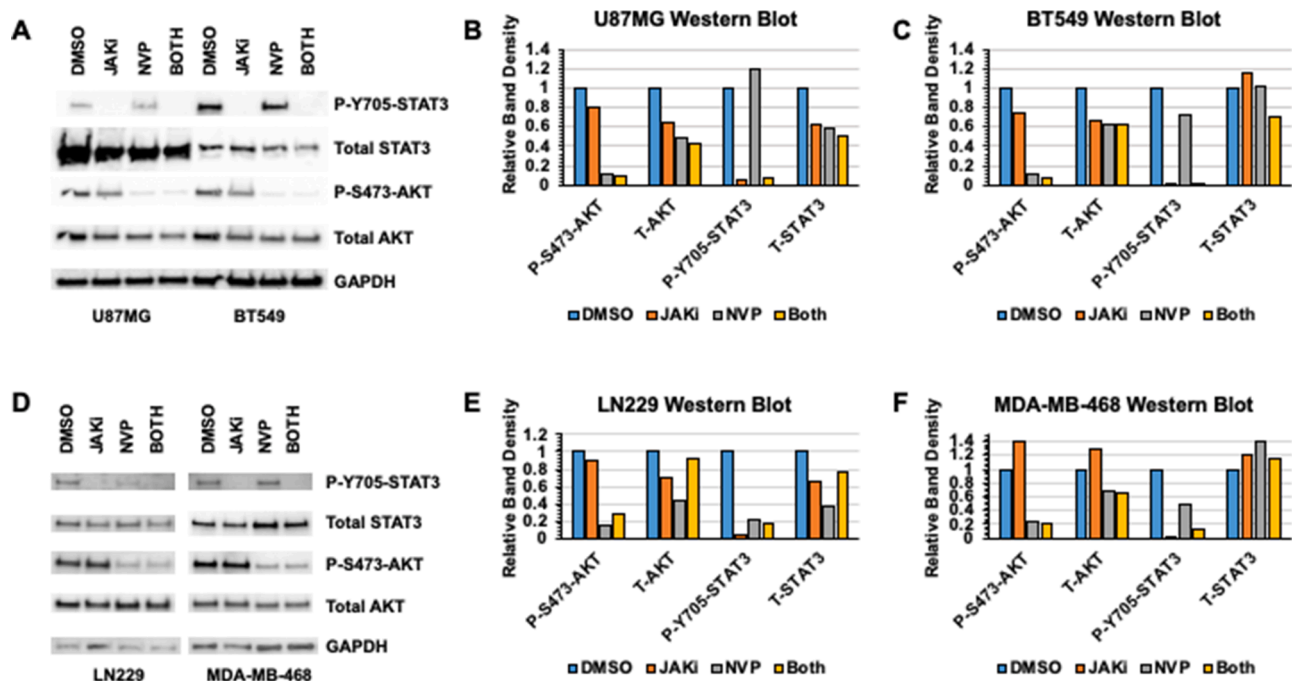 A
DMSO JAKi NVP BOTH DMSO JAKi NVP BOTH
P-Y705-STAT3
Total STAT3
P-S473-AKT
Total AKT
GAPDH
U87MG BT549
B
U87MG Western Blot
Relative Band Density
1.4
1.2
1
0.8
0.6
0.4
0.2
0
P-S473-AKT T-AKT P-Y705-STAT3 T-STAT3
DMSO JAKi NVP Both
C
BT549 Western Blot
Relative Band Density
1.4
1.2
1
0.8
0.6
0.4
0.2
0
P-S473-AKT T-AKT P-Y705-STAT3 T-STAT3
DMSO JAKi NVP Both
D
DMSO JAKi NVP BOTH DMSO JAKi NVP BOTH
P-Y705-STAT3
Total STAT3
P-S473-AKT
Total AKT
GAPDH
LN229 MDA-MB-468
E
LN229 Western Blot
Relative Band Density
1.2
1
0.8
0.6
0.4
0.2
0
P-S473-AKT T-AKT P-Y705-STAT3 T-STAT3
DMSO JAKi NVP Both
F
MDA-MB-468 Western Blot
Relative Band Density
1.4
1.2
1
0.8
0.6
0.4
0.2
0
P-S473-AKT T-AKT P-Y705-STAT3 T-STAT3
DMSO JAKi NVP Both